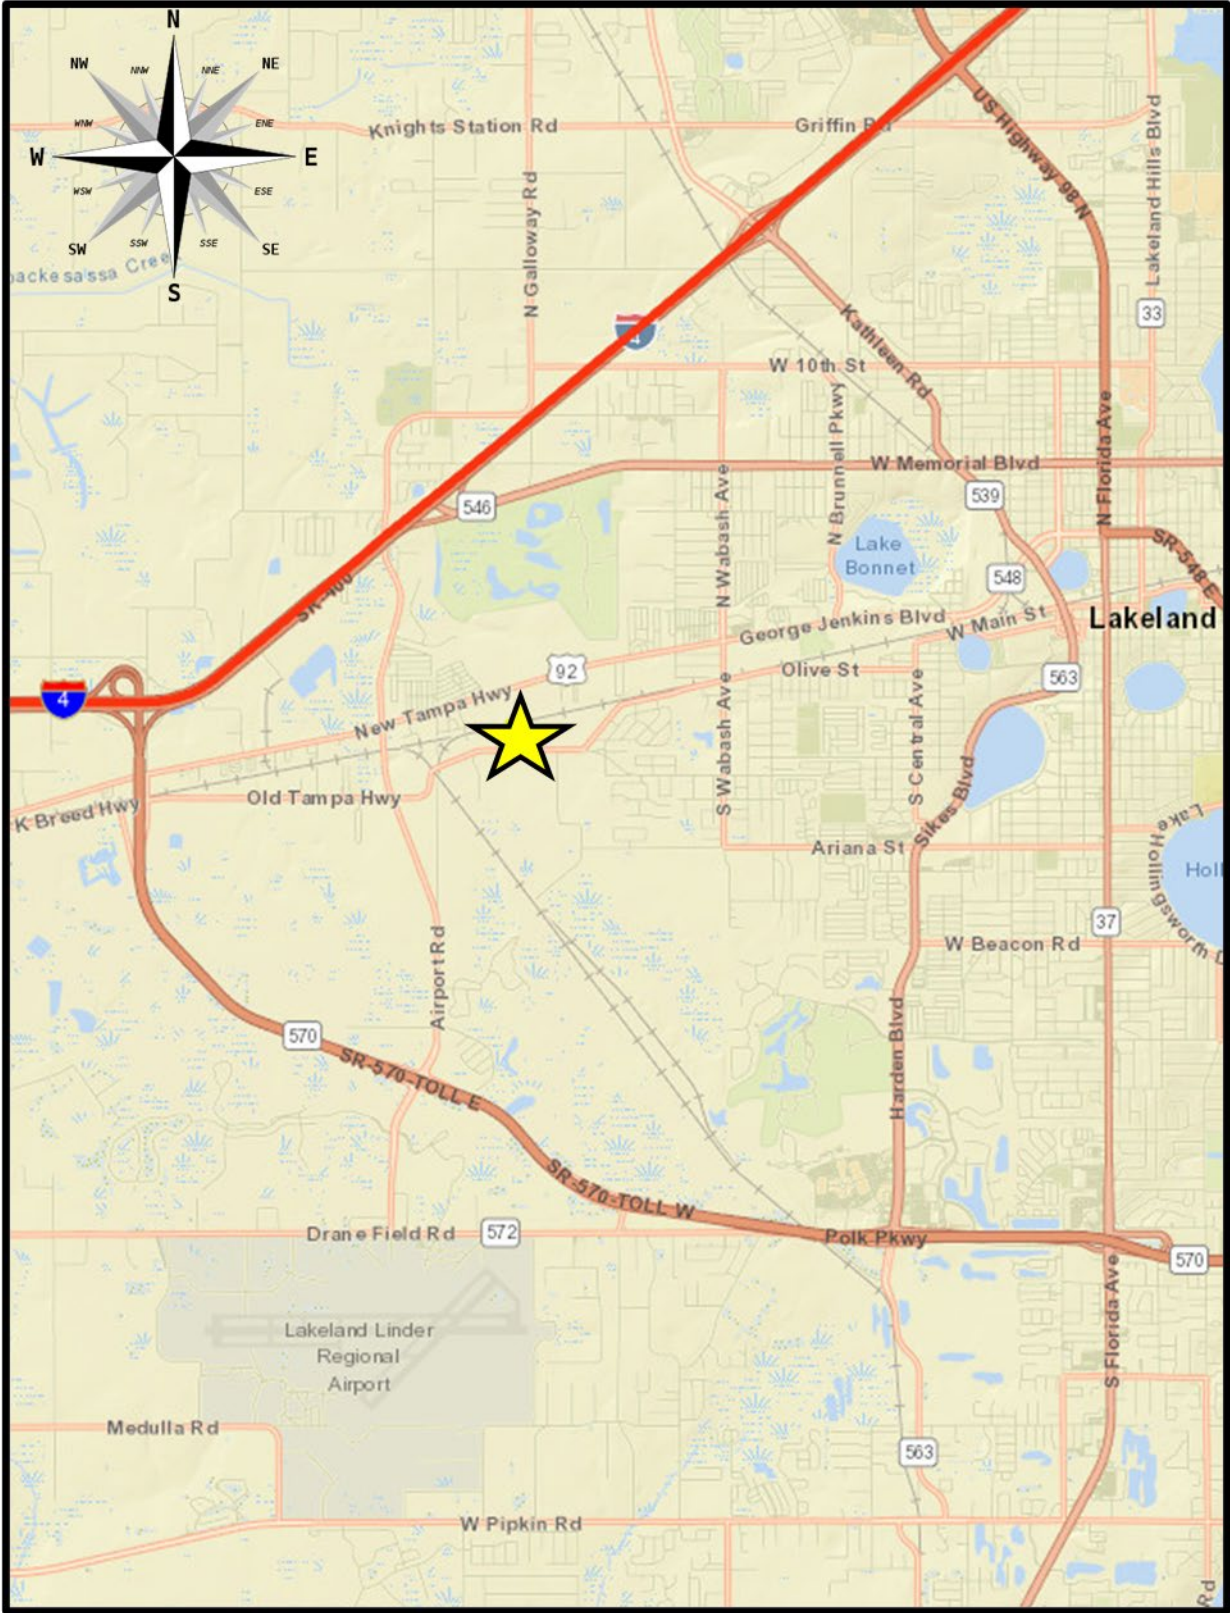 N
NW
NNW
NNE
NE
WNW
ENE
W
E
WSW
ESE
SW
SSW
SSE
SE
S
Knights Station Rd
Griffin Rd
US Highway 98 N
Lakeland Hills Blvd
N Galloway Rd
33
4
Kathleen Rd
W 10th St
N Brunnell Pkwy
N Florida Ave
W Memorial Blvd
546
539
N Wabash Ave
Lake
Bonnet
SR-548 E
548
SR-400
George Jenkins Blvd
W Main St
Lakeland
92
Olive St
563
4
New Tampa Hwy
S Wabash Ave
S Central Ave
Sikes Blvd
Old Tampa Hwy
K Breed Hwy
Ariana St
Lake Hollingsworth D
Holl
37
W Beacon Rd
Airport Rd
Harden Blvd
570
SR-570-TOLL E
SR-570-TOLL W
Drane Field Rd
572
Polk Pkwy
570
S Florida Ave
Lakeland Linder
Regional
Airport
Medulla Rd
563
W Pipkin Rd
Rd